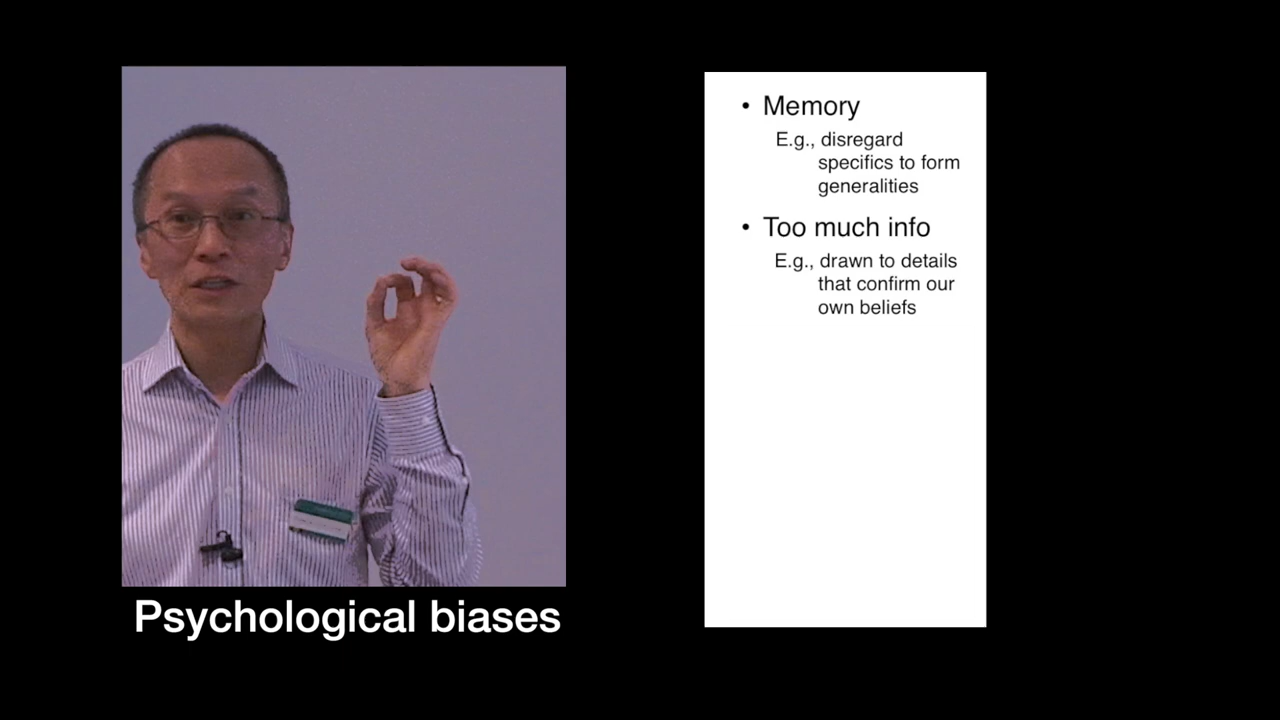 • Memory
E.g., disregard
specifics to form
generalities
• Too much info
E.g., drawn to details
that confirm our
own beliefs
Psychological biases